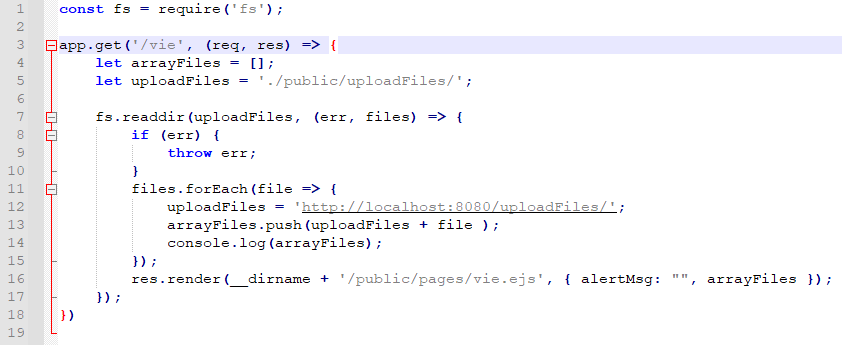 1 const fs = require('fs');
2
3 app.get('/vie', (req, res) => {
4     let arrayFiles = [];
5     let uploadFiles = './public/uploadFiles/';
6
7     fs.readdir(uploadFiles, (err, files) => {
8         if (err) {
9             throw err;
10         }
11         files.forEach(file => {
12             uploadFiles = 'http://localhost:8080/uploadFiles/';
13             arrayFiles.push(uploadFiles + file );
14             console.log(arrayFiles);
15         });
16         res.render(__dirname + '/public/pages/vie.ejs', { alertMsg: "", arrayFiles });
17     });
18 })
19